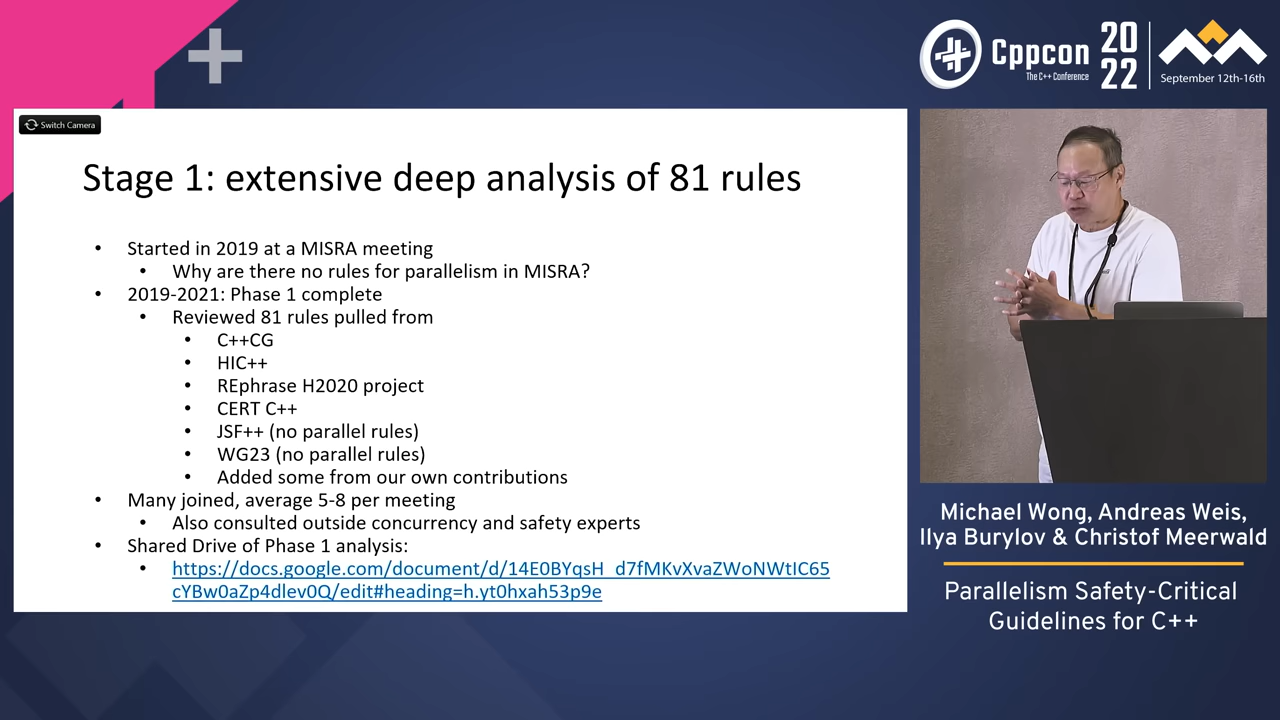 Cppcon
The C++ Conference
20
22
September 12th-16th
Switch Camera
Stage 1: extensive deep analysis of 81 rules
• Started in 2019 at a MISRA meeting
• Why are there no rules for parallelism in MISRA?
• 2019-2021: Phase 1 complete
• Reviewed 81 rules pulled from
• C++CG
• HIC++
• REphrase H2020 project
• CERT C++
• JSF++ (no parallel rules)
• WG23 (no parallel rules)
• Added some from our own contributions
• Many joined, average 5-8 per meeting
• Also consulted outside concurrency and safety experts
• Shared Drive of Phase 1 analysis:
• https://docs.google.com/document/d/14E0BYqsH_d7fMKvXvaZWoNWtIC65
cYBw0aZp4dlev0Q/edit#heading=h.yt0hxah53p9e
Michael Wong, Andreas Weis,
Ilya Burylov & Christof Meerwald
Parallelism Safety-Critical
Guidelines for C++